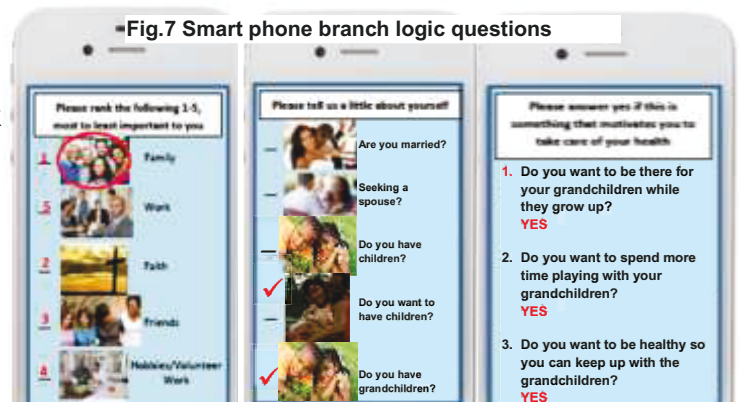 Fig.7 Smart phone branch logic questions
Please rank the following 1-5,
most to least important to you
1 Family
5 Work
2 Faith
3 Friends
4 Hobbies/Volunteer
Work
Please tell us a little about yourself
Are you married?
Seeking a
spouse?
Do you have
children?
Do you want to
have children?
Do you have
grandchildren?
Please answer yes if this is
something that motivates you to
take care of your health
1. Do you want to be there for
your grandchildren while
they grow up?
YES
2. Do you want to spend more
time playing with your
grandchildren?
YES
3. Do you want to be healthy so
you can keep up with the
grandchildren?
YES